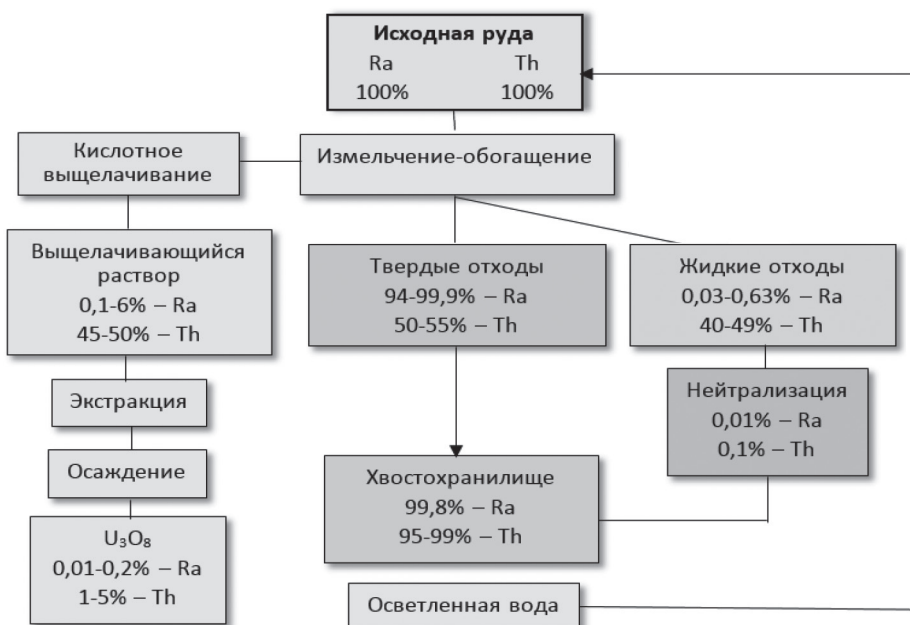 Исходная руда
Ra Th
100% 100%
Кислотное
выщелачивание
Измельчение-обогащение
Выщелачивающийся
раствор
0,1-6% – Ra
45-50% – Th
Твердые отходы
94-99,9% – Ra
50-55% – Th
Жидкие отходы
0,03-0,63% – Ra
40-49% – Th
Экстракция
Нейтрализация
0,01% – Ra
0,1% – Th
Осаждение
Хвостохранилище
99,8% – Ra
95-99% – Th
U₃O₈
0,01-0,2% – Ra
1-5% – Th
Осветленная вода